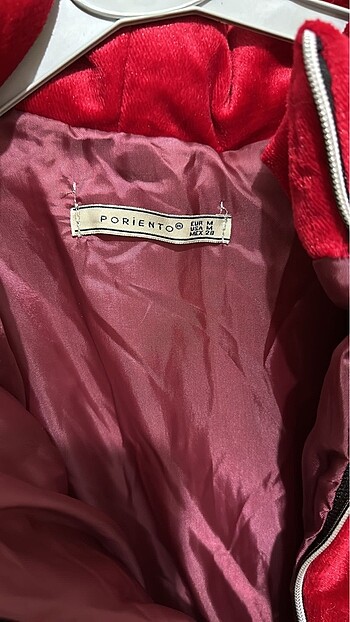 PORİENTO®
EUR M
USA M
MEX 28